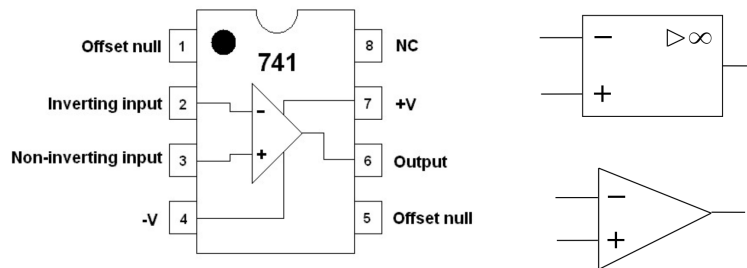 Offset null 1 8 NC
741
Inverting input 2 7 +V
Non-inverting input 3 6 Output
-V 4 5 Offset null
− +
− ▷∞
+
−
+